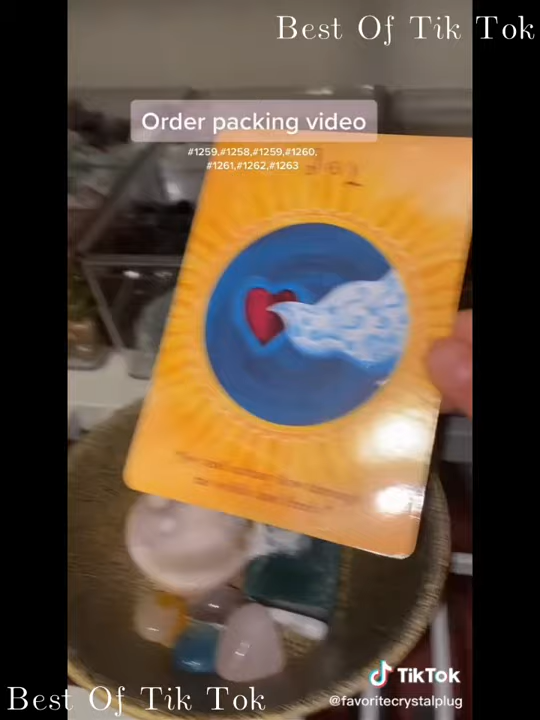 Best Of Tik Tok
Order packing video
#1259,#1258,#1259,#1260,
#1261,#1262,#1263
TikTok
Best Of Tik Tok
@favoritecrystalplug